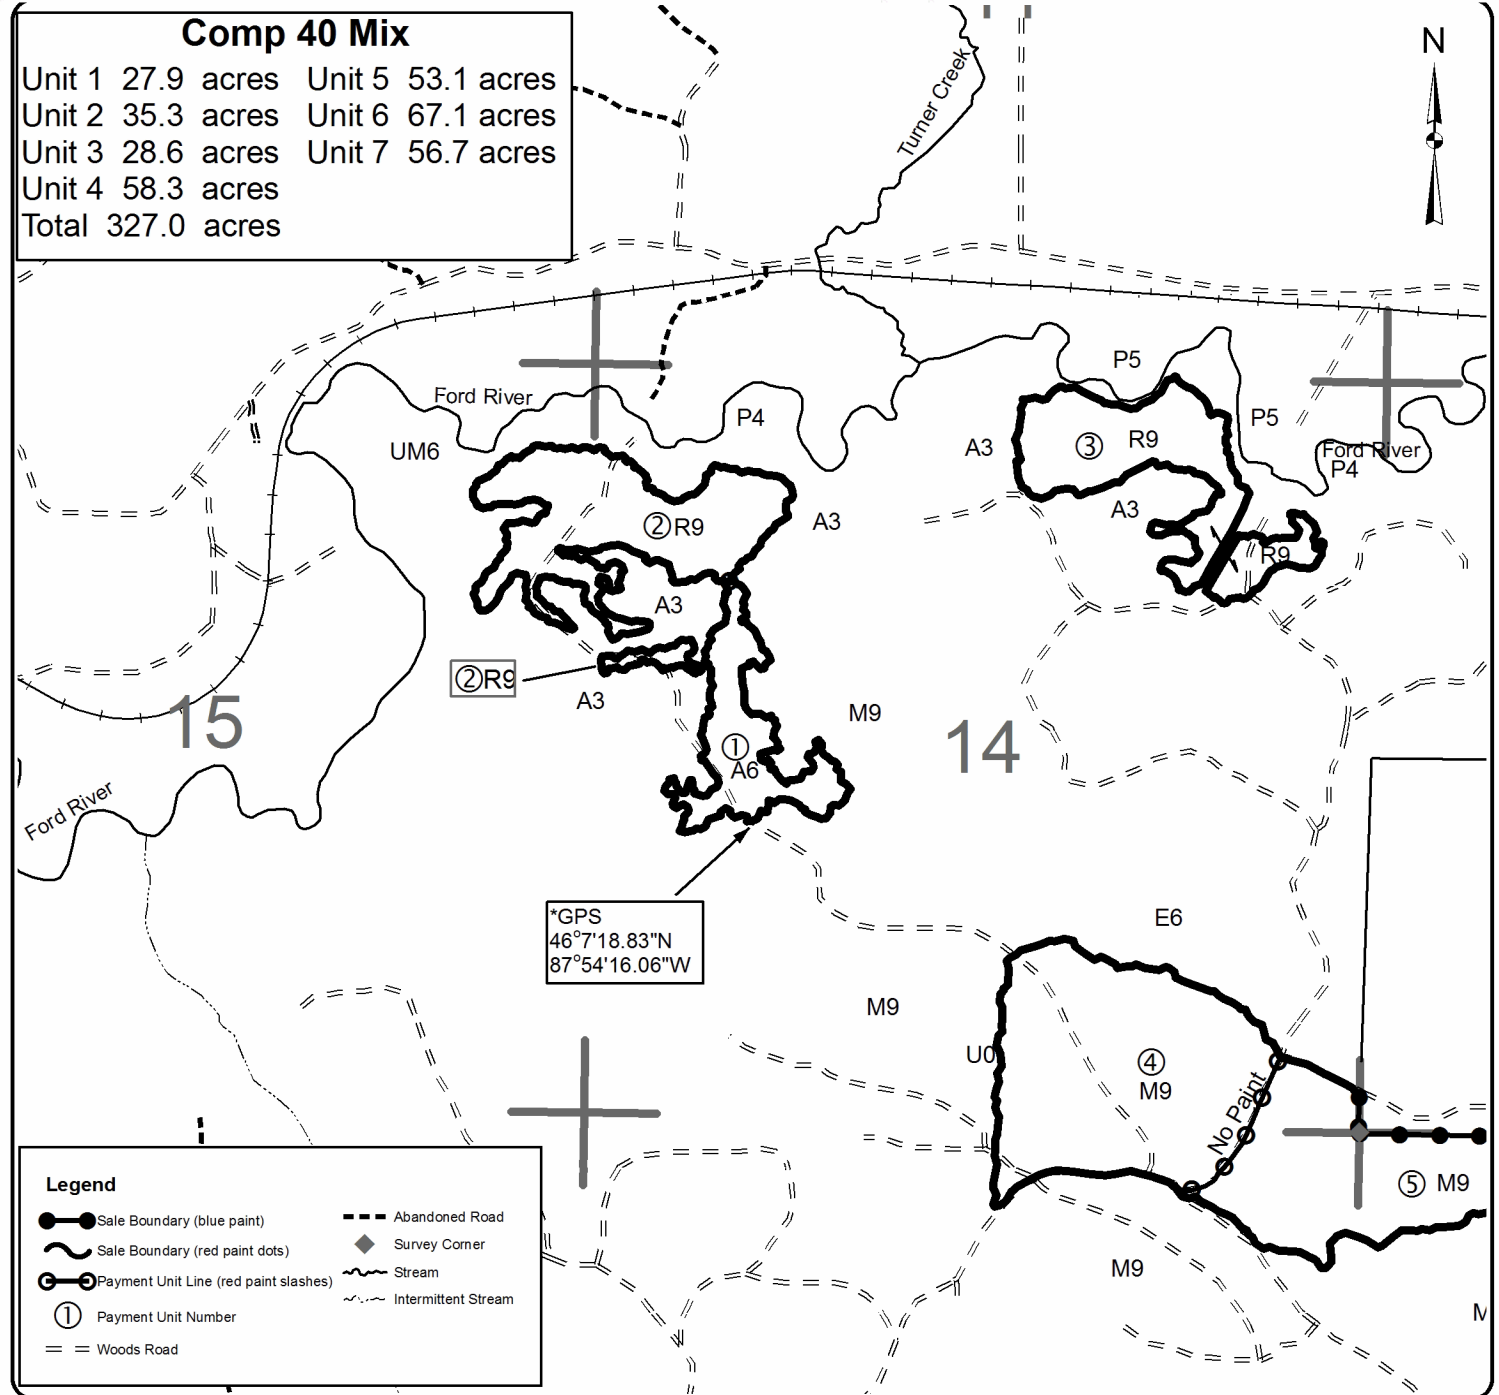 Comp 40 Mix
Unit 1 27.9 acres Unit 5 53.1 acres
Unit 2 35.3 acres Unit 6 67.1 acres
Unit 3 28.6 acres Unit 7 56.7 acres
Unit 4 58.3 acres
Total 327.0 acres
N
Turner Creek
P5
Ford River
P4
P5
UM6
A3
③ R9
Ford River
P4
② R9
A3
A3
R9
A3
②R9
A3
15
M9
14
①
A6
Ford River
*GPS
46°7'18.83"N
87°54'16.06"W
E6
M9
U0
④
M9
No Paint
⑤ M9
M9
Legend
Sale Boundary (blue paint)
Sale Boundary (red paint dots)
Payment Unit Line (red paint slashes)
① Payment Unit Number
Woods Road
Abandoned Road
Survey Corner
Stream
Intermittent Stream